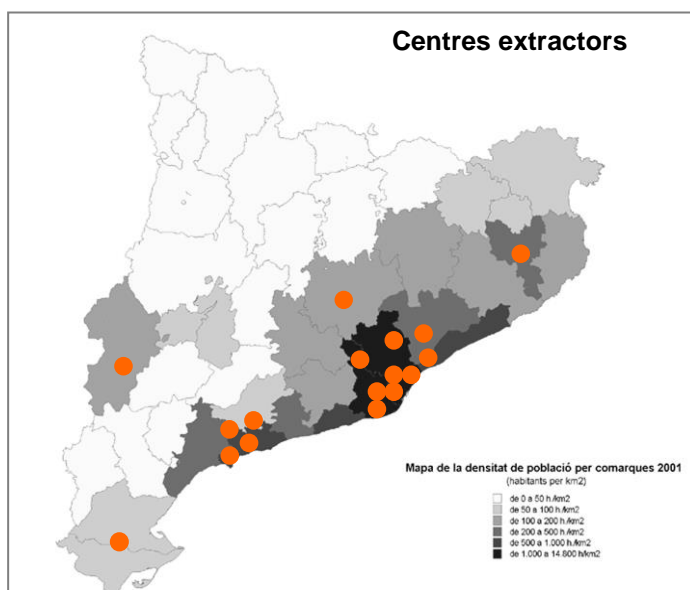 Centres extractors
Mapa de la densitat de població per comarques 2001
(habitants per km2)
de 0 a 50 h./km2
de 50 a 100 h./km2
de 100 a 200 h./km2
de 200 a 500 h./km2
de 500 a 1.000 h./km2
de 1.000 a 14.800 h/km2